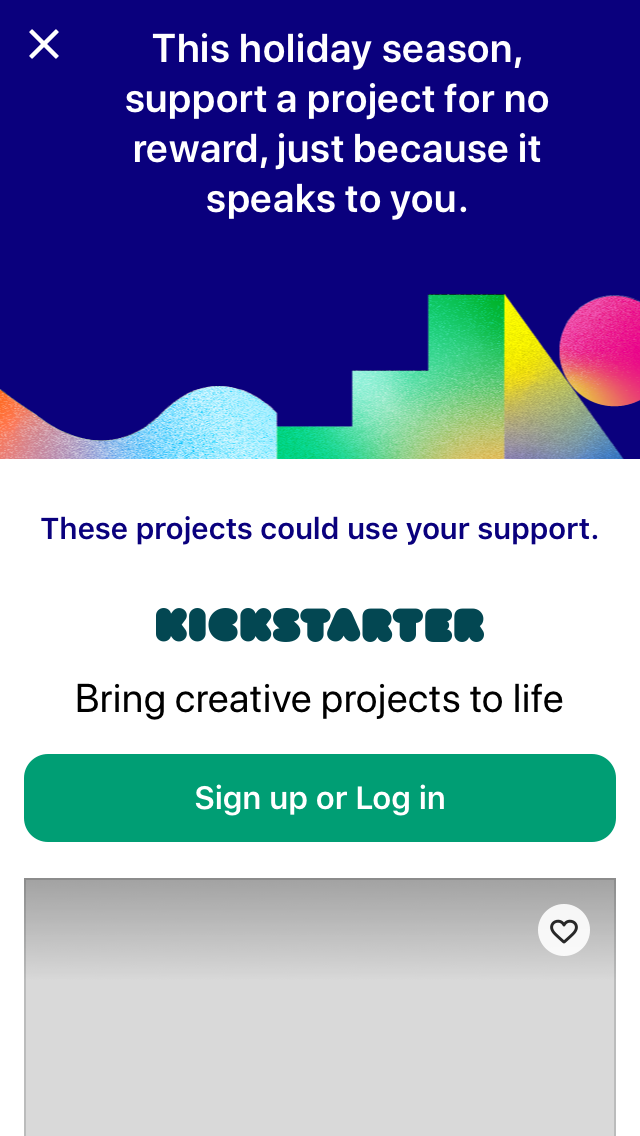 This holiday season,
support a project for no
reward, just because it
speaks to you.
These projects could use your support.
KICKSTARTER
Bring creative projects to life
Sign up or Log in